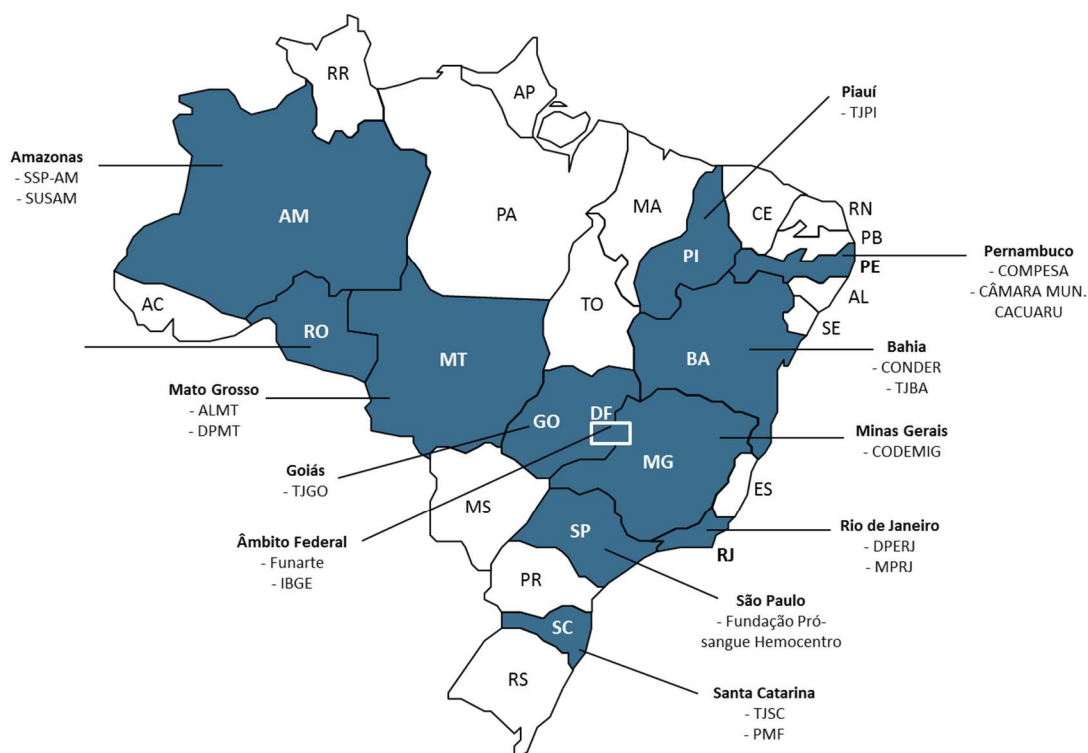 RR
AP
Piauí
- TJPI
Amazonas
- SSP-AM
- SUSAM
AM
PA
MA
CE
RN
PB
PI
PE
Pernambuco
- COMPESA
- CÂMARA MUN.
CACUARU
AC
RO
TO
AL
SE
MT
BA
Bahia
- CONDER
- TJBA
Mato Grosso
- ALMT
- DPMT
GO
DF
Minas Gerais
- CODEMIG
MG
Goiás
- TJGO
MS
ES
Âmbito Federal
- Funarte
- IBGE
SP
Rio de Janeiro
- DPERJ
- MPRJ
RJ
PR
São Paulo
- Fundação Pró-
sangue Hemocentro
SC
RS
Santa Catarina
- TJSC
- PMF